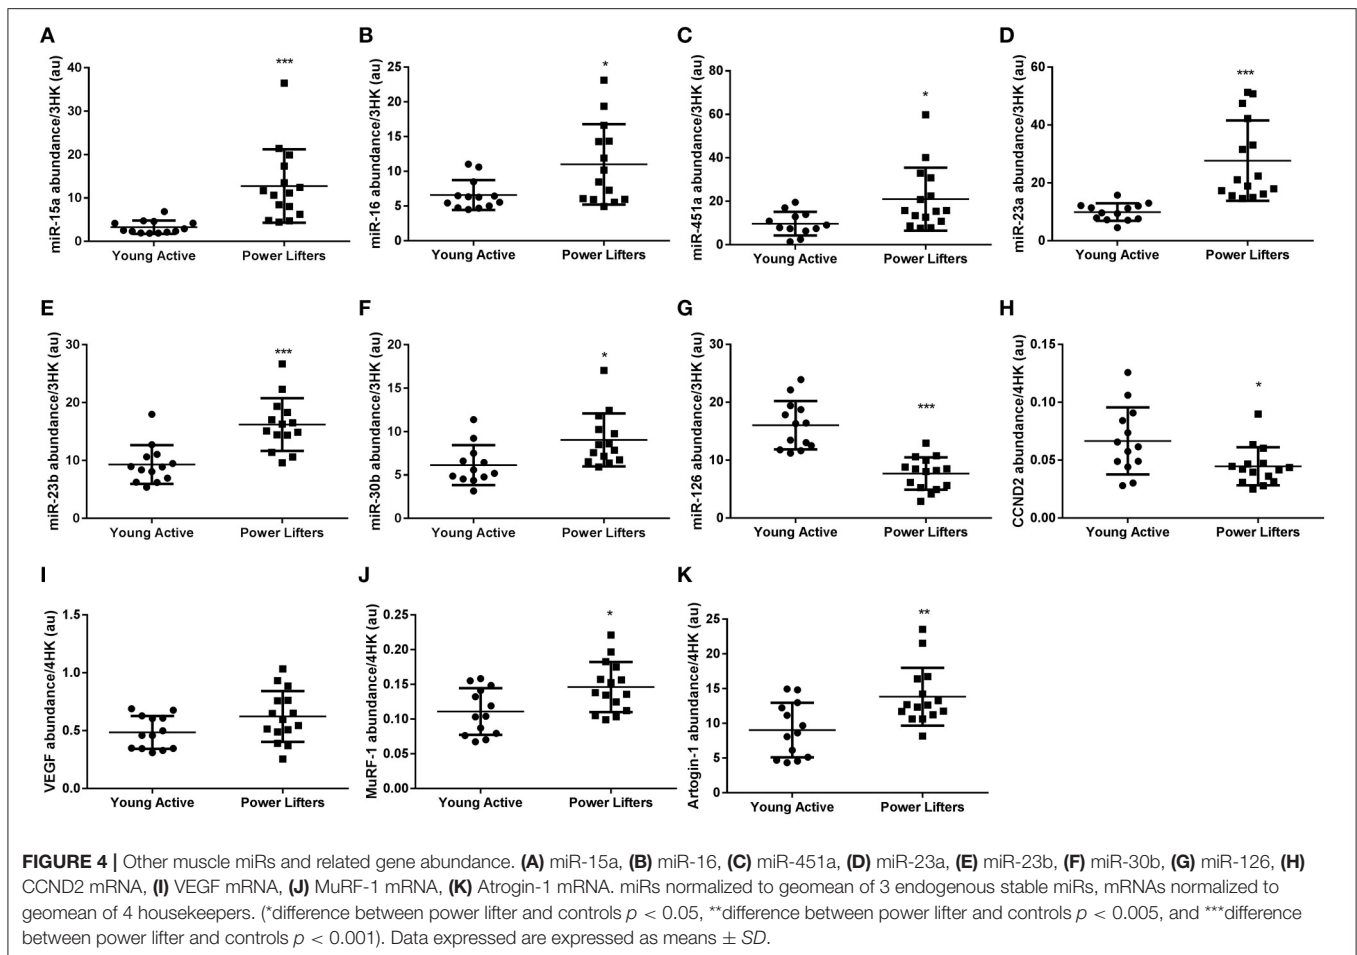 A
miR-15a abundance/3HK (au)
40
30
20
10
0
***
Young Active
Power Lifters
B
miR-16 abundance/3HK (au)
25
20
15
10
5
0
*
Young Active
Power Lifters
C
miR-451a abundance/3HK (au)
80
60
40
20
0
*
Young Active
Power Lifters
D
miR-23a abundance/3HK (au)
60
40
20
0
***
Young Active
Power Lifters
E
miR-23b abundance/3HK (au)
30
20
10
0
***
Young Active
Power Lifters
F
miR-30b abundance/3HK (au)
20
15
10
5
0
*
Young Active
Power Lifters
G
miR-126 abundance/3HK (au)
30
20
10
0
***
Young Active
Power Lifters
H
CCND2 abundance/4HK (au)
0.15
0.10
0.05
0.00
*
Young Active
Power Lifters
I
VEGF abundance/4HK (au)
1.5
1.0
0.5
0.0
Young Active
Power Lifters
J
MuRF-1 abundance/4HK (au)
0.25
0.20
0.15
0.10
0.05
0.00
*
Young Active
Power Lifters
K
Artogin-1 abundance/4HK (au)
25
20
15
10
5
0
**
Young Active
Power Lifters
FIGURE 4 | Other muscle miRs and related gene abundance. (A) miR-15a, (B) miR-16, (C) miR-451a, (D) miR-23a, (E) miR-23b, (F) miR-30b, (G) miR-126, (H)
CCND2 mRNA, (I) VEGF mRNA, (J) MuRF-1 mRNA, (K) Atrogin-1 mRNA. miRs normalized to geomean of 3 endogenous stable miRs, mRNAs normalized to
geomean of 4 housekeepers. (*difference between power lifter and controls p < 0.05, **difference between power lifter and controls p < 0.005, and ***difference
between power lifter and controls p < 0.001). Data expressed are expressed as means ± SD.